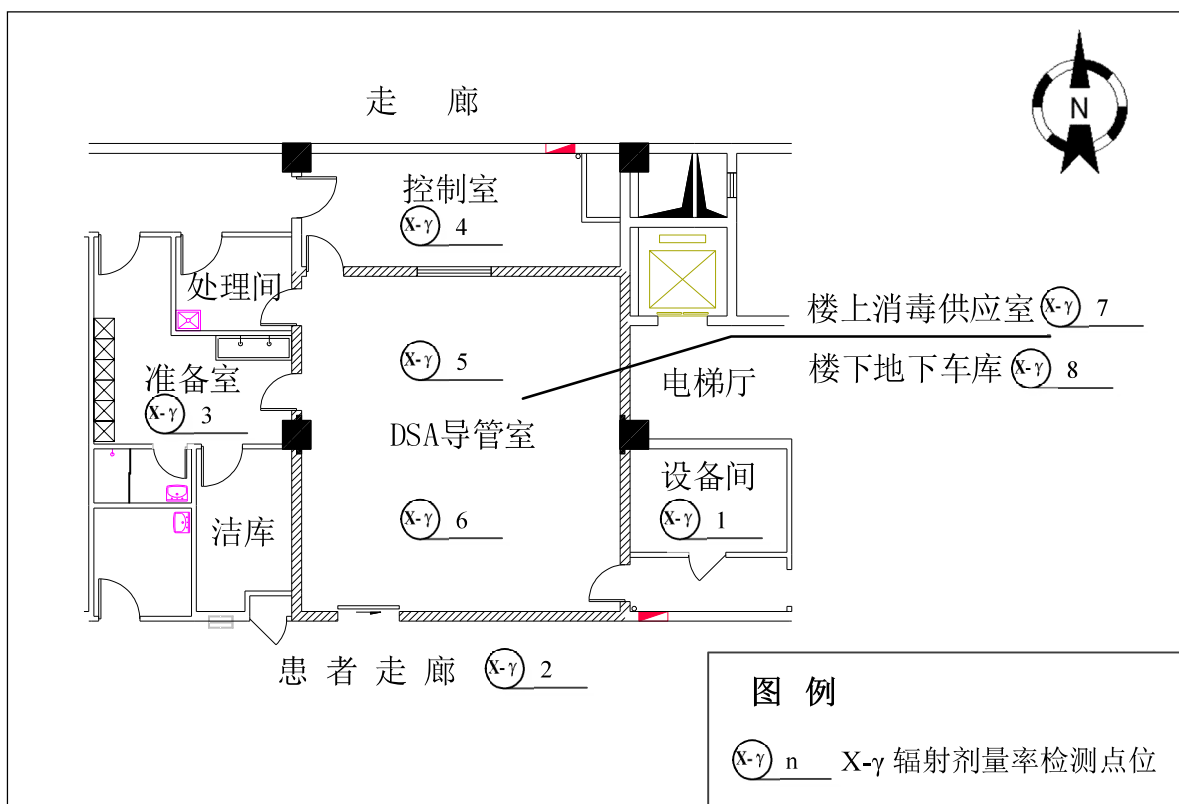 走 廊
N
控制室
X-γ 4
处理间
楼上消毒供应室 X-γ 7
X-γ 5
楼下地下车库 X-γ 8
准备室
电梯厅
X-γ 3
DSA导管室
设备间
洁库
X-γ 6
X-γ 1
患者走廊 X-γ 2
图 例
X-γ n X-γ 辐射剂量率检测点位